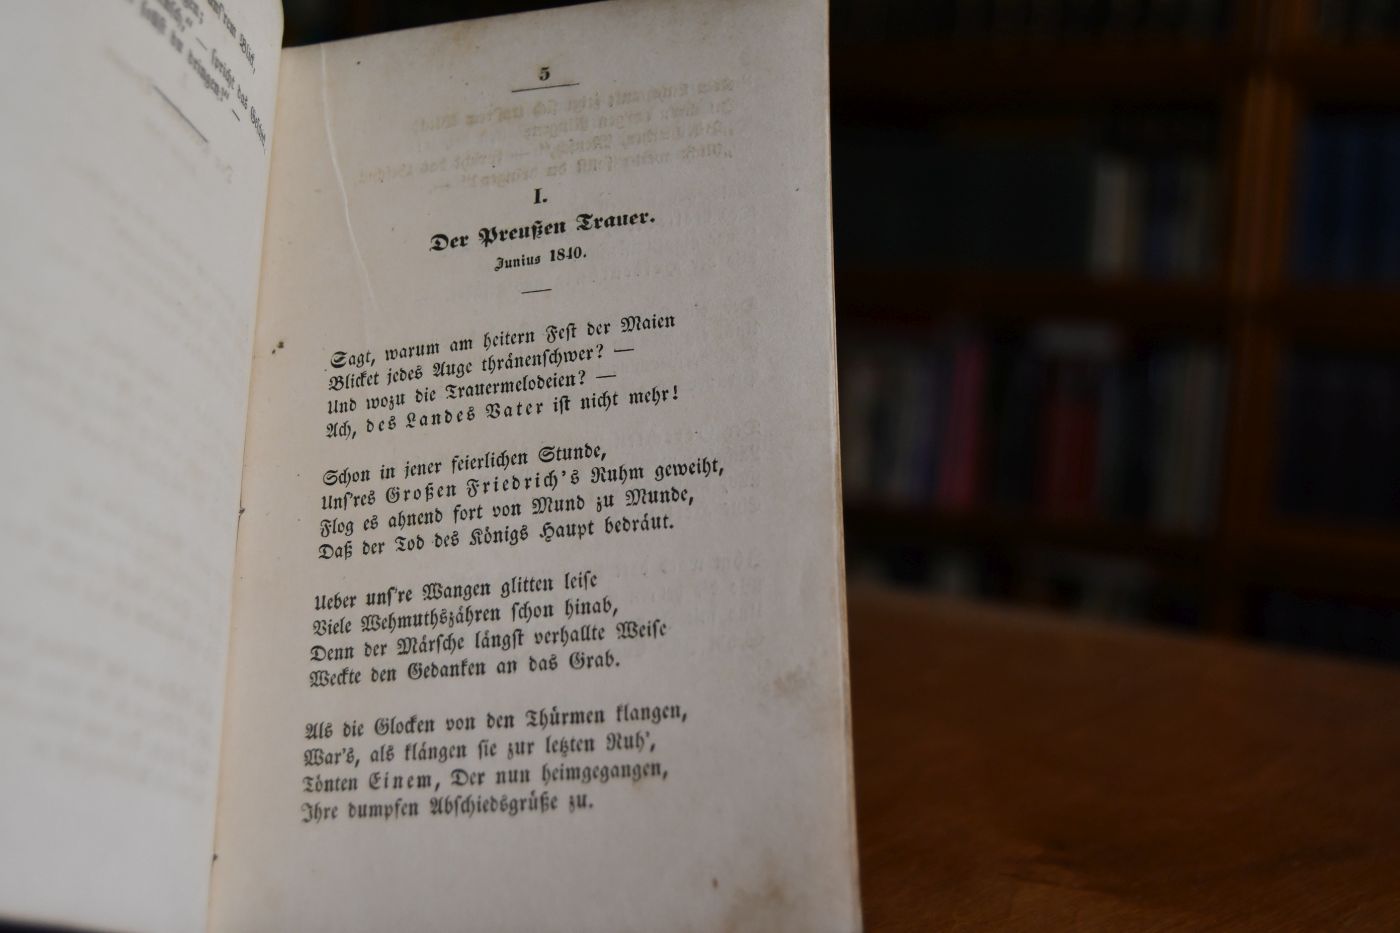 spricht das
5
I.
Der Preußen Trauer.
Junius 1840.
Sagt, warum am heitern Fest der Maien
Blicket jedes Auge thränenschwer? —
Und wozu die Trauermelodeien? —
Ach, des Landes Vater ist nicht mehr!
Schon in jener feierlichen Stunde,
Uns'res Großen Friedrich's Ruhm geweiht,
Flog es ahnend fort von Mund zu Munde,
Daß der Tod des Königs Haupt bedräut.
Ueber uns're Wangen glitten leise
Viele Wehmuthszähren schon hinab,
Denn der Märsche längst verhallte Weise
Weckte den Gedanken an das Grab.
Als die Glocken von den Thürmen klangen,
War's, als klängen sie zur letzten Ruh',
Tönten Einem, Der nun heimgegangen,
Ihre dumpfen Abschiedsgrüße zu.